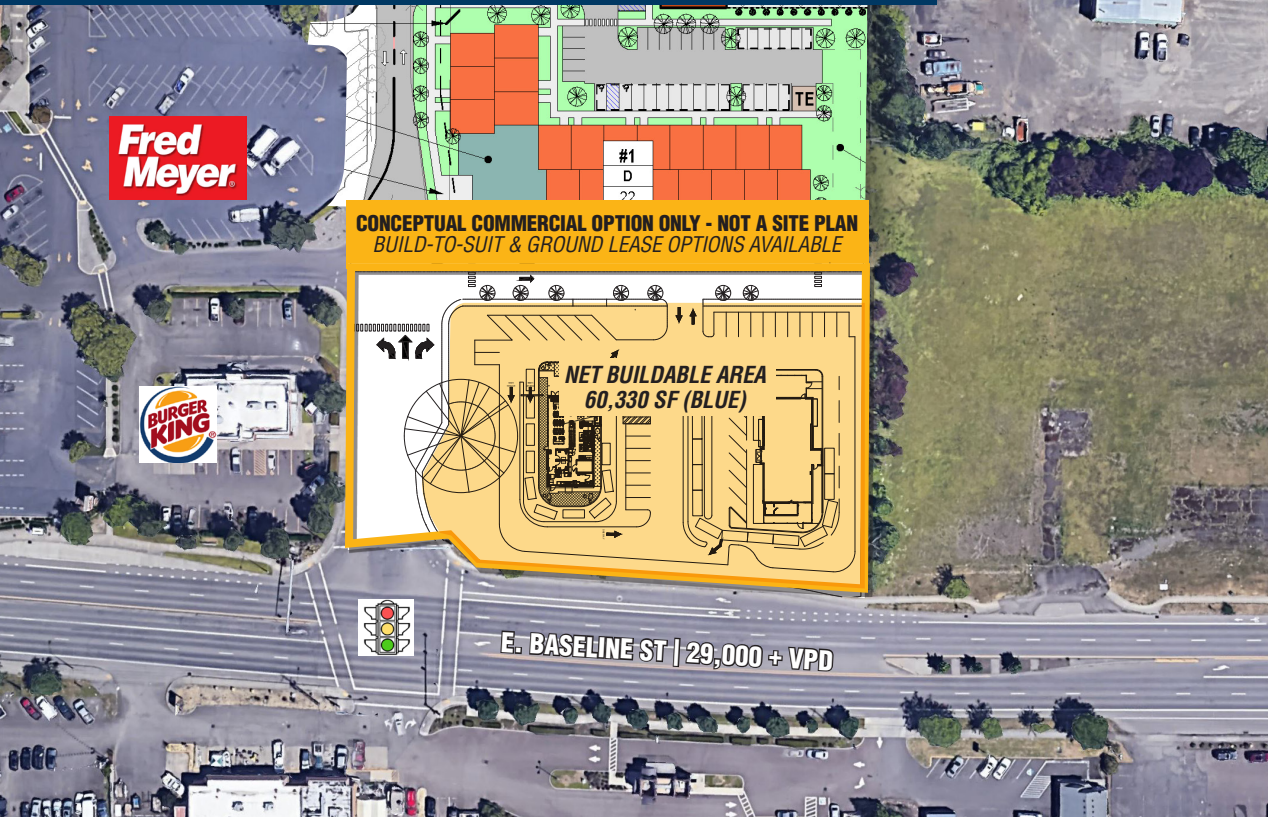 TE
Fred
Meyer®
#1
D
22
CONCEPTUAL COMMERCIAL OPTION ONLY - NOT A SITE PLAN
BUILD-TO-SUIT & GROUND LEASE OPTIONS AVAILABLE
NET BUILDABLE AREA
60,330 SF (BLUE)
BURGER
KING®
E. BASELINE ST | 29,000 + VPD